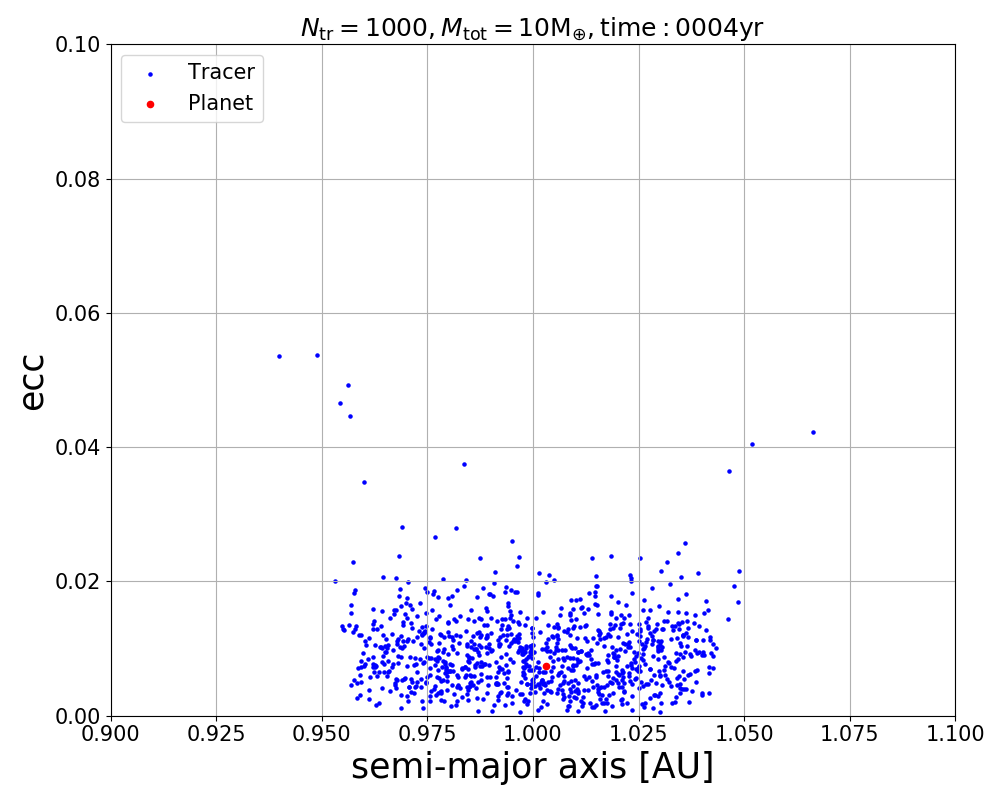 N_tr = 1000, M_tot = 10M_⊕, time : 0004yr
Tracer
Planet
0.10
0.08
0.06
0.04
0.02
0.00
ecc
0.900 0.925 0.950 0.975 1.000 1.025 1.050 1.075 1.100
semi-major axis [AU]